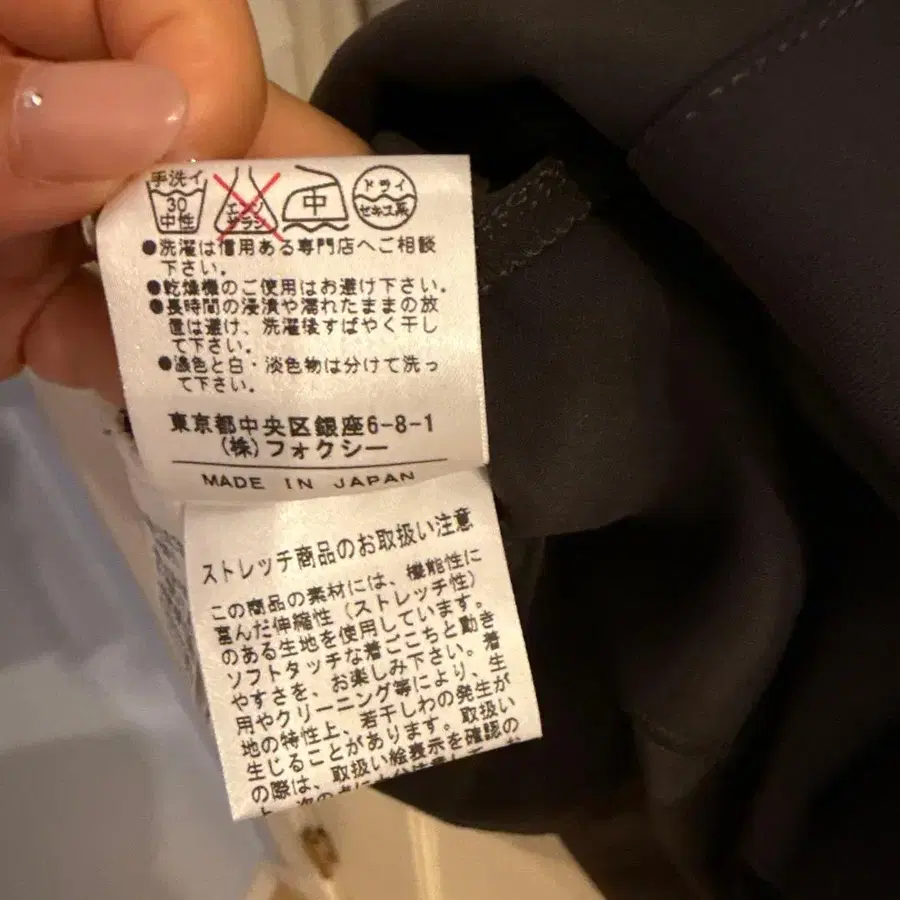 手洗イ
30
中性
エンソ
サラシ
中
ドライ
セキユ系
●洗濯は信用ある専門店へご相談
下さい。
●乾燥機のご使用はお避け下さい。
●長時間の浸漬や濡れたままの放
置は避け、洗濯後すばやく干し
て下さい。
●濃色と白・淡色物は分けて洗っ
て下さい。
東京都中央区銀座6-8-1
(株)フォクシー
MADE IN JAPAN
ストレッチ商品のお取扱い注意
この商品の素材には、機能性に
富んだ伸縮性（ストレッチ性）
のある生地を使用しています。
ソフトタッチな着ごこちと動き
やすさを、お楽しみ下さい。着
用やクリーニング等により、生
地の特性上、若干しわの発生が
生じることがあります。取扱い
の際は、取扱い絵表示を確認の